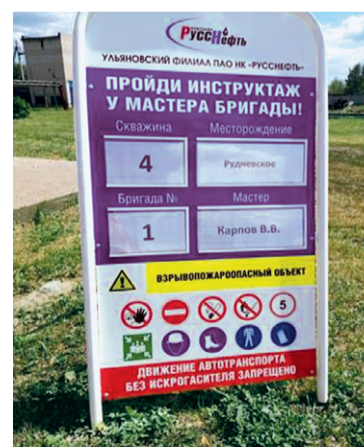 РуссНефть
УЛЬЯНОВСКИЙ ФИЛИАЛ ПАО НК «РУССНЕФТЬ»
ПРОЙДИ ИНСТРУКТАЖ
У МАСТЕРА БРИГАДЫ!
Скважина Месторождение
4 Рудневское
Бригада № Мастер
1 Карпов В.В.
ВЗРЫВОПОЖАРООПАСНЫЙ ОБЪЕКТ
5
ДВИЖЕНИЕ АВТОТРАНСПОРТА
БЕЗ ИСКРОГАСИТЕЛЯ ЗАПРЕЩЕНО